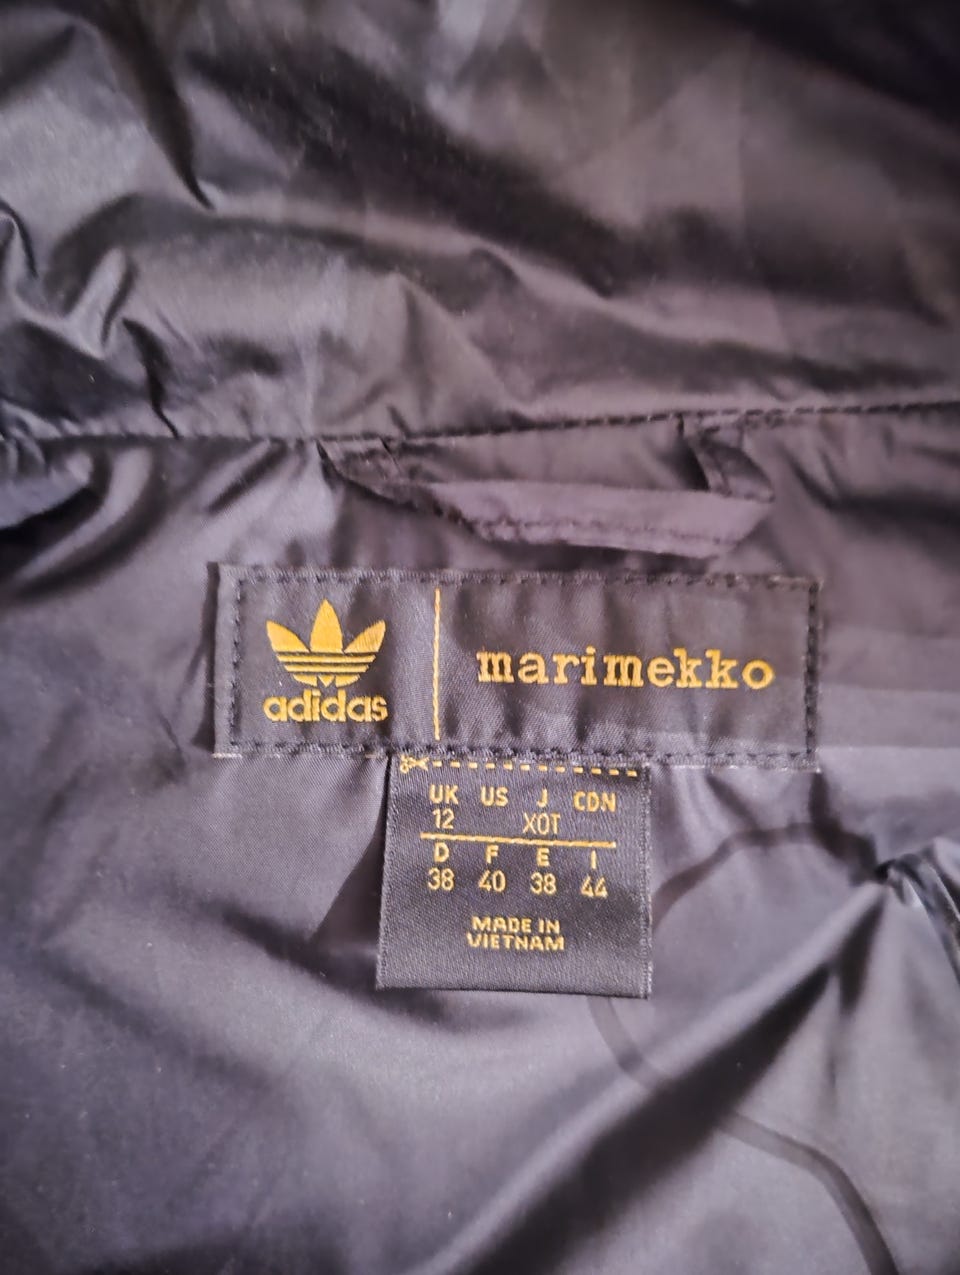 adidas
marimekko
UK US J CDN
12 XOT
D F E I
38 40 38 44
MADE IN
VIETNAM